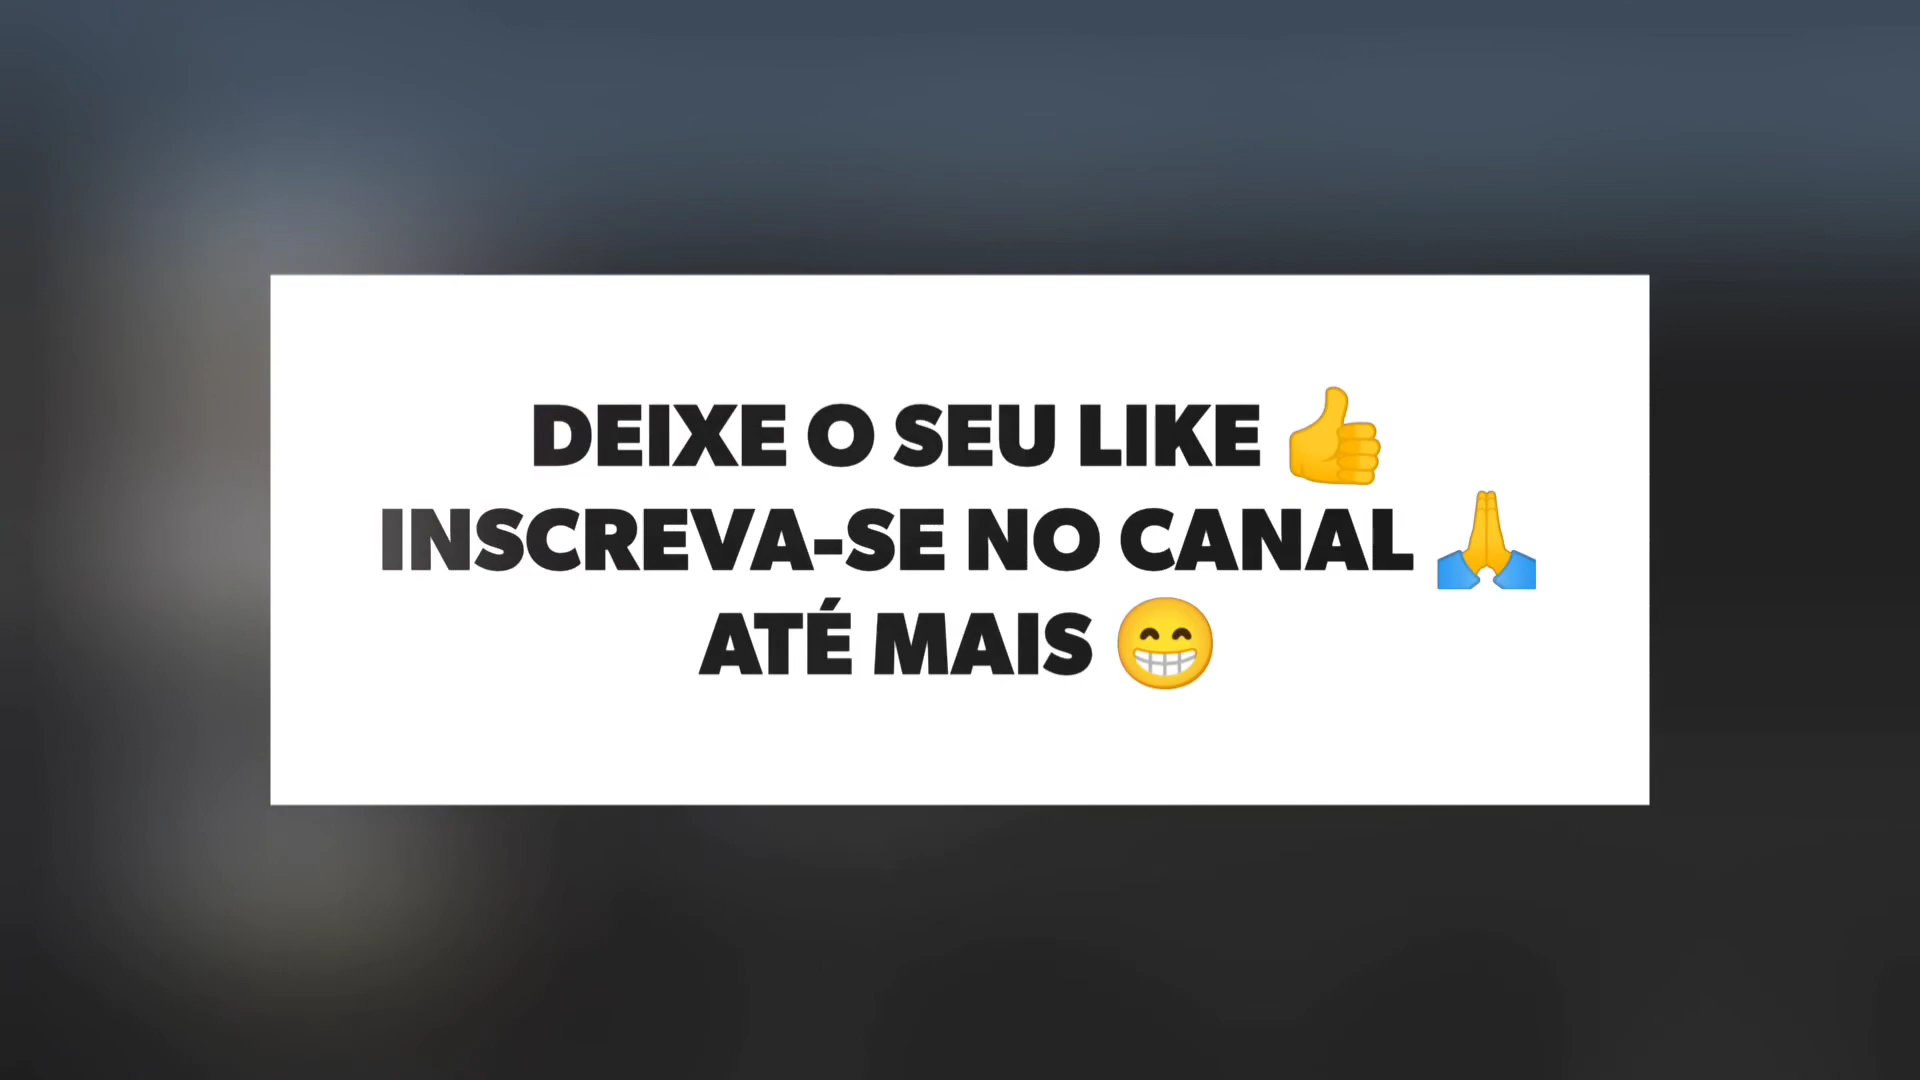 DEIXE O SEU LIKE 👍
INSCREVA-SE NO CANAL 🙏
ATÉ MAIS 😁